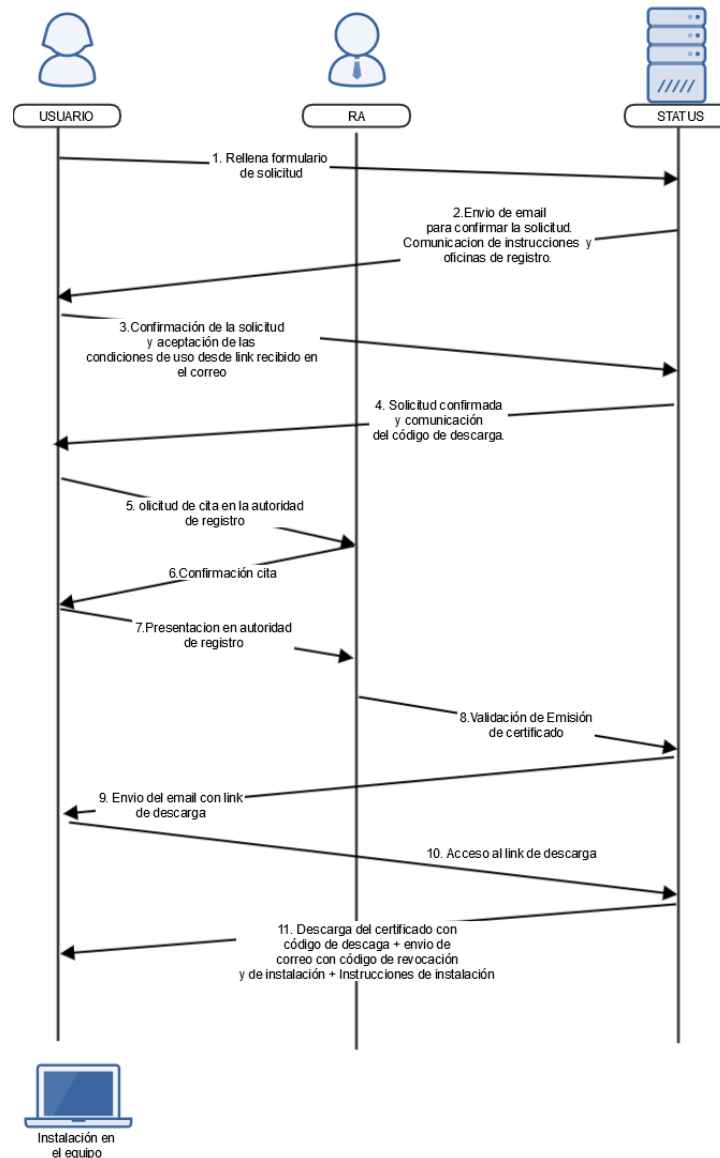 USUARIO
RA
STATUS
1. Rellena formulario
de solicitud
2.Envio de email
para confirmar la solicitud.
Comunicacion de instrucciones y
oficinas de registro.
3.Confirmación de la solicitud
y aceptación de las
condiciones de uso desde link recibido en
el correo
4. Solicitud confirmada
y comunicación
del código de descarga.
5. olicitud de cita en la autoridad
de registro
6.Confirmación cita
7.Presentacion en autoridad
de registro
8.Validación de Emisión
de certificado
9. Envio del email con link
de descarga
10. Acceso al link de descarga
11. Descarga del certificado con
código de descaga + envio de
correo con código de revocación
y de instalación + Instrucciones de instalación
Instalación en
el equipo